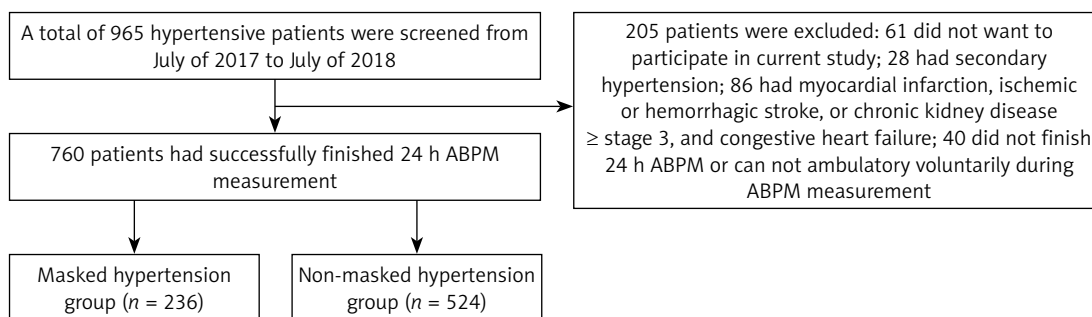 A total of 965 hypertensive patients were screened from
July of 2017 to July of 2018
205 patients were excluded: 61 did not want to
participate in current study; 28 had secondary
hypertension; 86 had myocardial infarction, ischemic
or hemorrhagic stroke, or chronic kidney disease
≥ stage 3, and congestive heart failure; 40 did not finish
24 h ABPM or can not ambulatory voluntarily during
ABPM measurement
760 patients had successfully finished 24 h ABPM
measurement
Masked hypertension
group (n = 236)
Non-masked hypertension
group (n = 524)